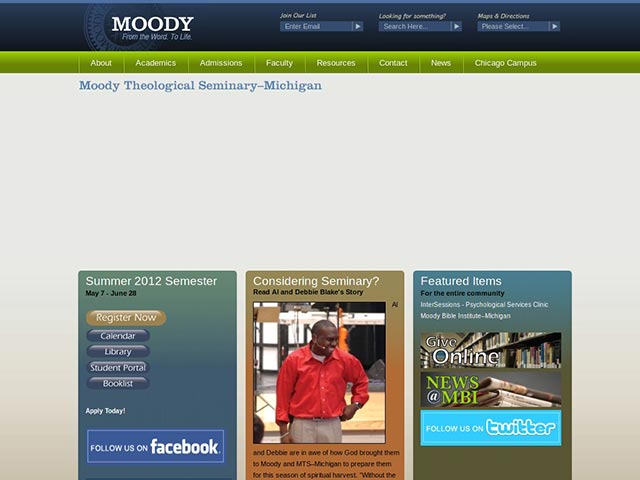 MOODY
From the Word. To Life.
Join Our List
Enter Email
Looking for something?
Search Here...
Maps & Directions
Please Select...
About
Academics
Admissions
Faculty
Resources
Contact
News
Chicago Campus
Moody Theological Seminary–Michigan
Summer 2012 Semester
May 7 - June 28
Register Now
Calendar
Library
Student Portal
Booklist
Apply Today!
FOLLOW US ON facebook
Considering Seminary?
Read Al and Debbie Blake's Story
Al
and Debbie are in awe of how God brought them
to Moody and MTS–Michigan to prepare them
for this season of spiritual harvest. "Without the
Featured Items
For the entire community
InterSessions - Psychological Services Clinic
Moody Bible Institute–Michigan
Give
Online
NEWS
@MBI
FOLLOW US ON twitter